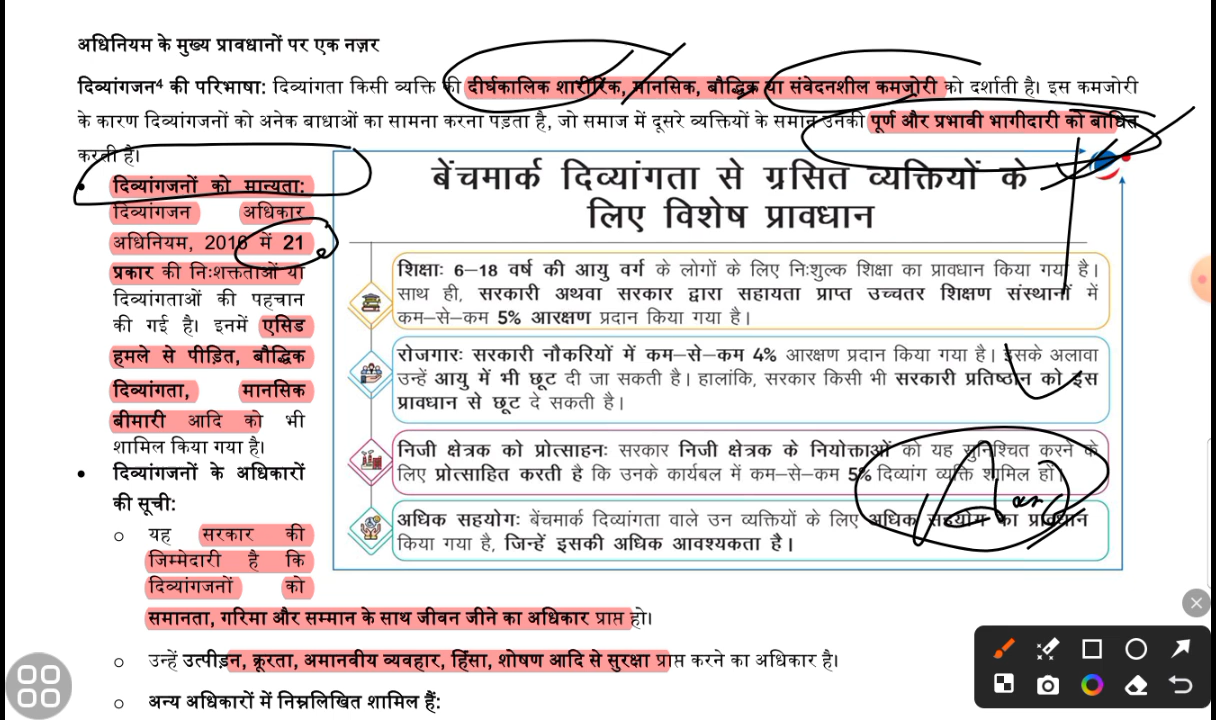 अधिनियम के मुख्य प्रावधानों पर एक नज़र
दिव्यांगजन⁴ की परिभाषा: दिव्यांगता किसी व्यक्ति की दीर्घकालिक शारीरिक, मानसिक, बौद्धिक या संवेदनशील कमजोरी को दर्शाती है। इस कमजोरी
के कारण दिव्यांगजनों को अनेक बाधाओं का सामना करना पड़ता है, जो समाज में दूसरे व्यक्तियों के समान उनकी पूर्ण और प्रभावी भागीदारी को बाधित
करती है।
• दिव्यांगजनों को मान्यता:
दिव्यांगजन अधिकार
अधिनियम, 2016 में 21
प्रकार की निःशक्तताओं या
दिव्यांगताओं की पहचान
की गई है। इनमें एसिड
हमले से पीड़ित, बौद्धिक
दिव्यांगता, मानसिक
बीमारी आदि को भी
शामिल किया गया है।
• दिव्यांगजनों के अधिकारों
की सूची:
o यह सरकार की
जिम्मेदारी है कि
दिव्यांगजनों को
समानता, गरिमा और सम्मान के साथ जीवन जीने का अधिकार प्राप्त हो।
o उन्हें उत्पीड़न, क्रूरता, अमानवीय व्यवहार, हिंसा, शोषण आदि से सुरक्षा प्राप्त करने का अधिकार है।
o अन्य अधिकारों में निम्नलिखित शामिल हैं:
बेंचमार्क दिव्यांगता से ग्रसित व्यक्तियों के
लिए विशेष प्रावधान
शिक्षाः 6–18 वर्ष की आयु वर्ग के लोगों के लिए निःशुल्क शिक्षा का प्रावधान किया गया है।
साथ ही, सरकारी अथवा सरकार द्वारा सहायता प्राप्त उच्चतर शिक्षण संस्थानों में
कम–से–कम 5% आरक्षण प्रदान किया गया है।
रोजगारः सरकारी नौकरियों में कम–से–कम 4% आरक्षण प्रदान किया गया है। इसके अलावा
उन्हें आयु में भी छूट दी जा सकती है। हालांकि, सरकार किसी भी सरकारी प्रतिष्ठान को इस
प्रावधान से छूट दे सकती है।
निजी क्षेत्रक को प्रोत्साहनः सरकार निजी क्षेत्रक के नियोक्ताओं को यह सुनिश्चित करने के
लिए प्रोत्साहित करती है कि उनके कार्यबल में कम–से–कम 5% दिव्यांग व्यक्ति शामिल हों।
अधिक सहयोगः बेंचमार्क दिव्यांगता वाले उन व्यक्तियों के लिए अधिक सहयोग का प्रावधान
किया गया है, जिन्हें इसकी अधिक आवश्यकता है।